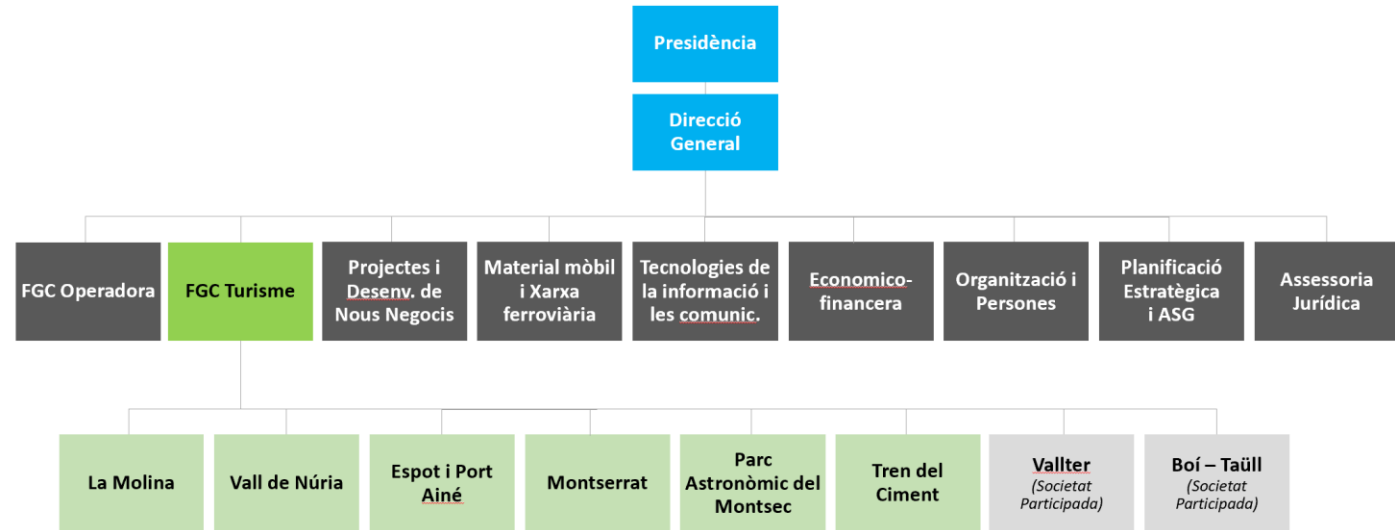 Presidència
Direcció
General
FGC Operadora
FGC Turisme
Projectes i
Desenv. de
Nous Negocis
Material mòbil
i Xarxa
ferroviària
Tecnologies de
la informació i
les comunic.
Economico-
financera
Organització i
Persones
Planificació
Estratègica
i ASG
Assessoria
Jurídica
La Molina
Vall de Núria
Espot i Port
Ainé
Montserrat
Parc
Astronòmic del
Montsec
Tren del
Ciment
Vallter
(Societat
Participada)
Boí – Taüll
(Societat
Participada)